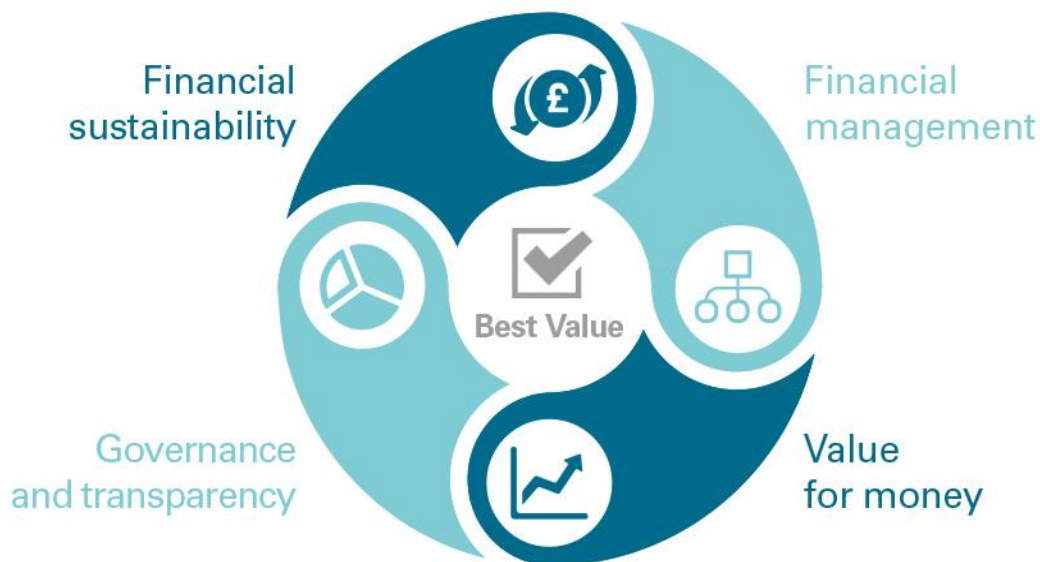 Financial
sustainability
£
Financial
management
Best Value
Governance
and transparency
Value
for money